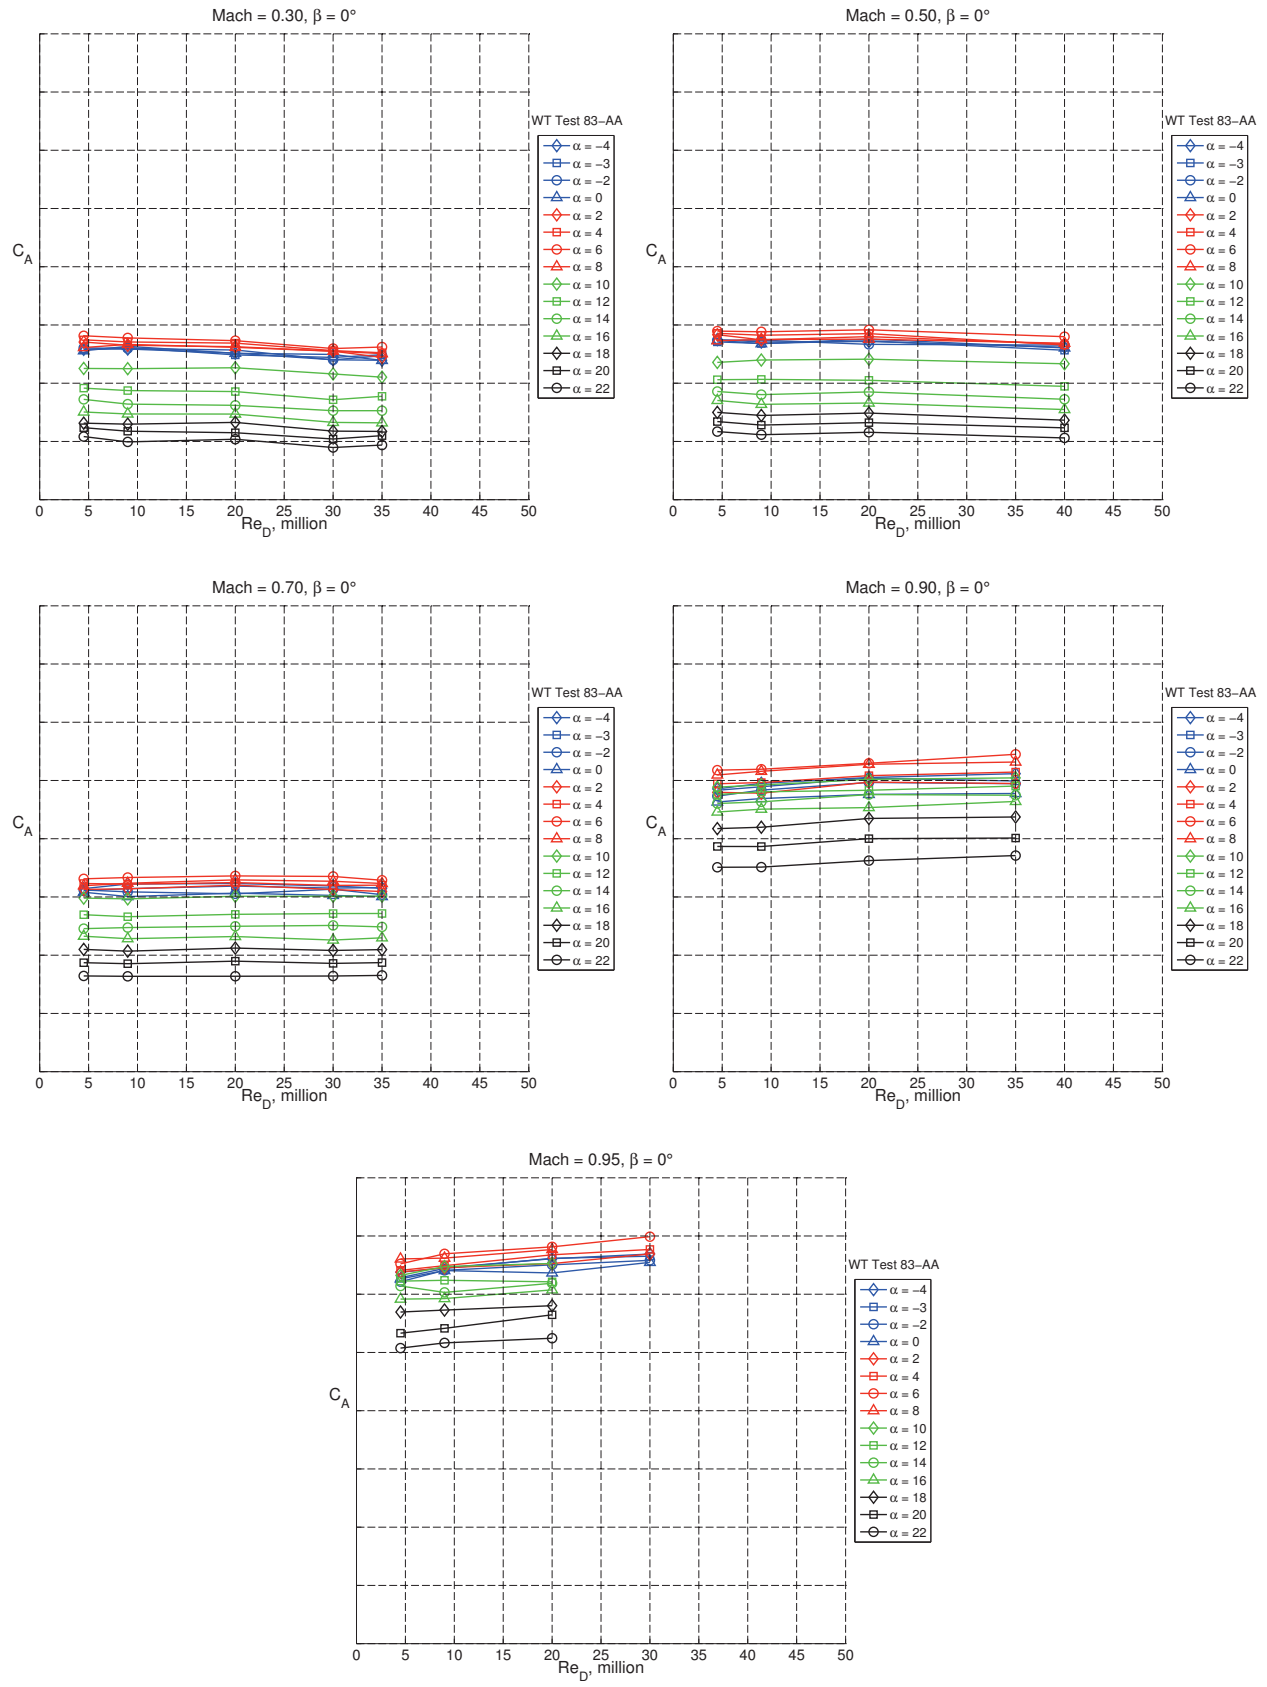 Mach = 0.30, β = 0°
C_A
0 5 10 15 20 25 30 35 40 45 50
Re_D, million
WT Test 83−AA
α = −4
α = −3
α = −2
α = 0
α = 2
α = 4
α = 6
α = 8
α = 10
α = 12
α = 14
α = 16
α = 18
α = 20
α = 22
Mach = 0.50, β = 0°
C_A
0 5 10 15 20 25 30 35 40 45 50
Re_D, million
WT Test 83−AA
α = −4
α = −3
α = −2
α = 0
α = 2
α = 4
α = 6
α = 8
α = 10
α = 12
α = 14
α = 16
α = 18
α = 20
α = 22
Mach = 0.70, β = 0°
C_A
0 5 10 15 20 25 30 35 40 45 50
Re_D, million
WT Test 83−AA
α = −4
α = −3
α = −2
α = 0
α = 2
α = 4
α = 6
α = 8
α = 10
α = 12
α = 14
α = 16
α = 18
α = 20
α = 22
Mach = 0.90, β = 0°
C_A
0 5 10 15 20 25 30 35 40 45 50
Re_D, million
WT Test 83−AA
α = −4
α = −3
α = −2
α = 0
α = 2
α = 4
α = 6
α = 8
α = 10
α = 12
α = 14
α = 16
α = 18
α = 20
α = 22
Mach = 0.95, β = 0°
C_A
0 5 10 15 20 25 30 35 40 45 50
Re_D, million
WT Test 83−AA
α = −4
α = −3
α = −2
α = 0
α = 2
α = 4
α = 6
α = 8
α = 10
α = 12
α = 14
α = 16
α = 18
α = 20
α = 22